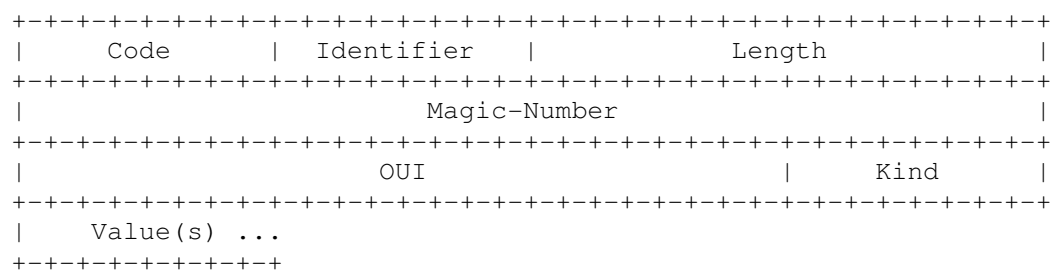 +-+-+-+-+-+-+-+-+-+-+-+-+-+-+-+-+-+-+-+-+-+-+-+-+-+-+-+-+-+-+-+-+
|     Code      |  Identifier   |            Length             |
+-+-+-+-+-+-+-+-+-+-+-+-+-+-+-+-+-+-+-+-+-+-+-+-+-+-+-+-+-+-+-+-+
|                         Magic-Number                          |
+-+-+-+-+-+-+-+-+-+-+-+-+-+-+-+-+-+-+-+-+-+-+-+-+-+-+-+-+-+-+-+-+
|                      OUI                      |     Kind      |
+-+-+-+-+-+-+-+-+-+-+-+-+-+-+-+-+-+-+-+-+-+-+-+-+-+-+-+-+-+-+-+-+
|    Value(s) ...
+-+-+-+-+-+-+-+-+